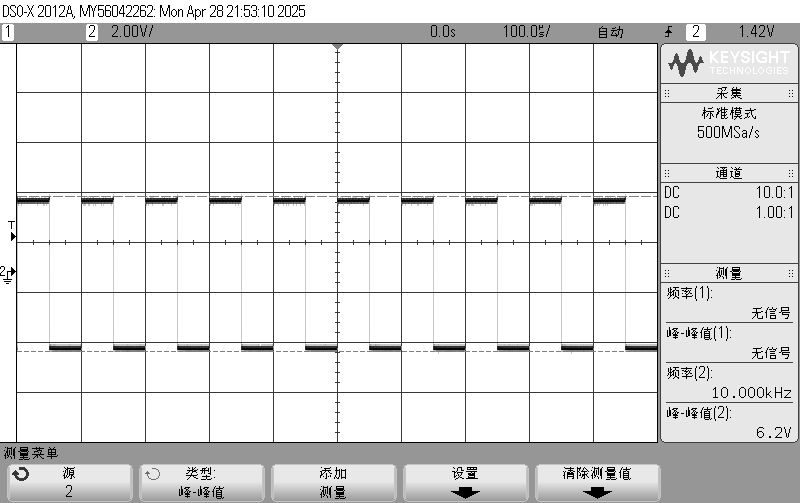 DSO-X 2012A, MY56042262: Mon Apr 28 21:53:10 2025
1 2 2.00V/ 0.0s 100.0us/ 自动 2 1.42V
KEYSIGHT
TECHNOLOGIES
采集
标准模式
500MSa/s
通道
DC 10.0:1
DC 1.00:1
T
2
测量
频率(1):
无信号
峰-峰值(1):
无信号
频率(2):
10.000kHz
峰-峰值(2):
6.2V
测量菜单
源
2
类型:
峰-峰值
添加
测量
设置
清除测量值